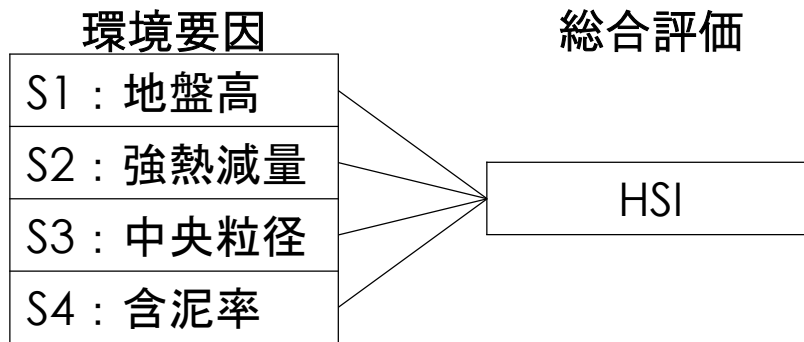 環境要因
総合評価
S1：地盤高
S2：強熱減量
S3：中央粒径
S4：含泥率
HSI